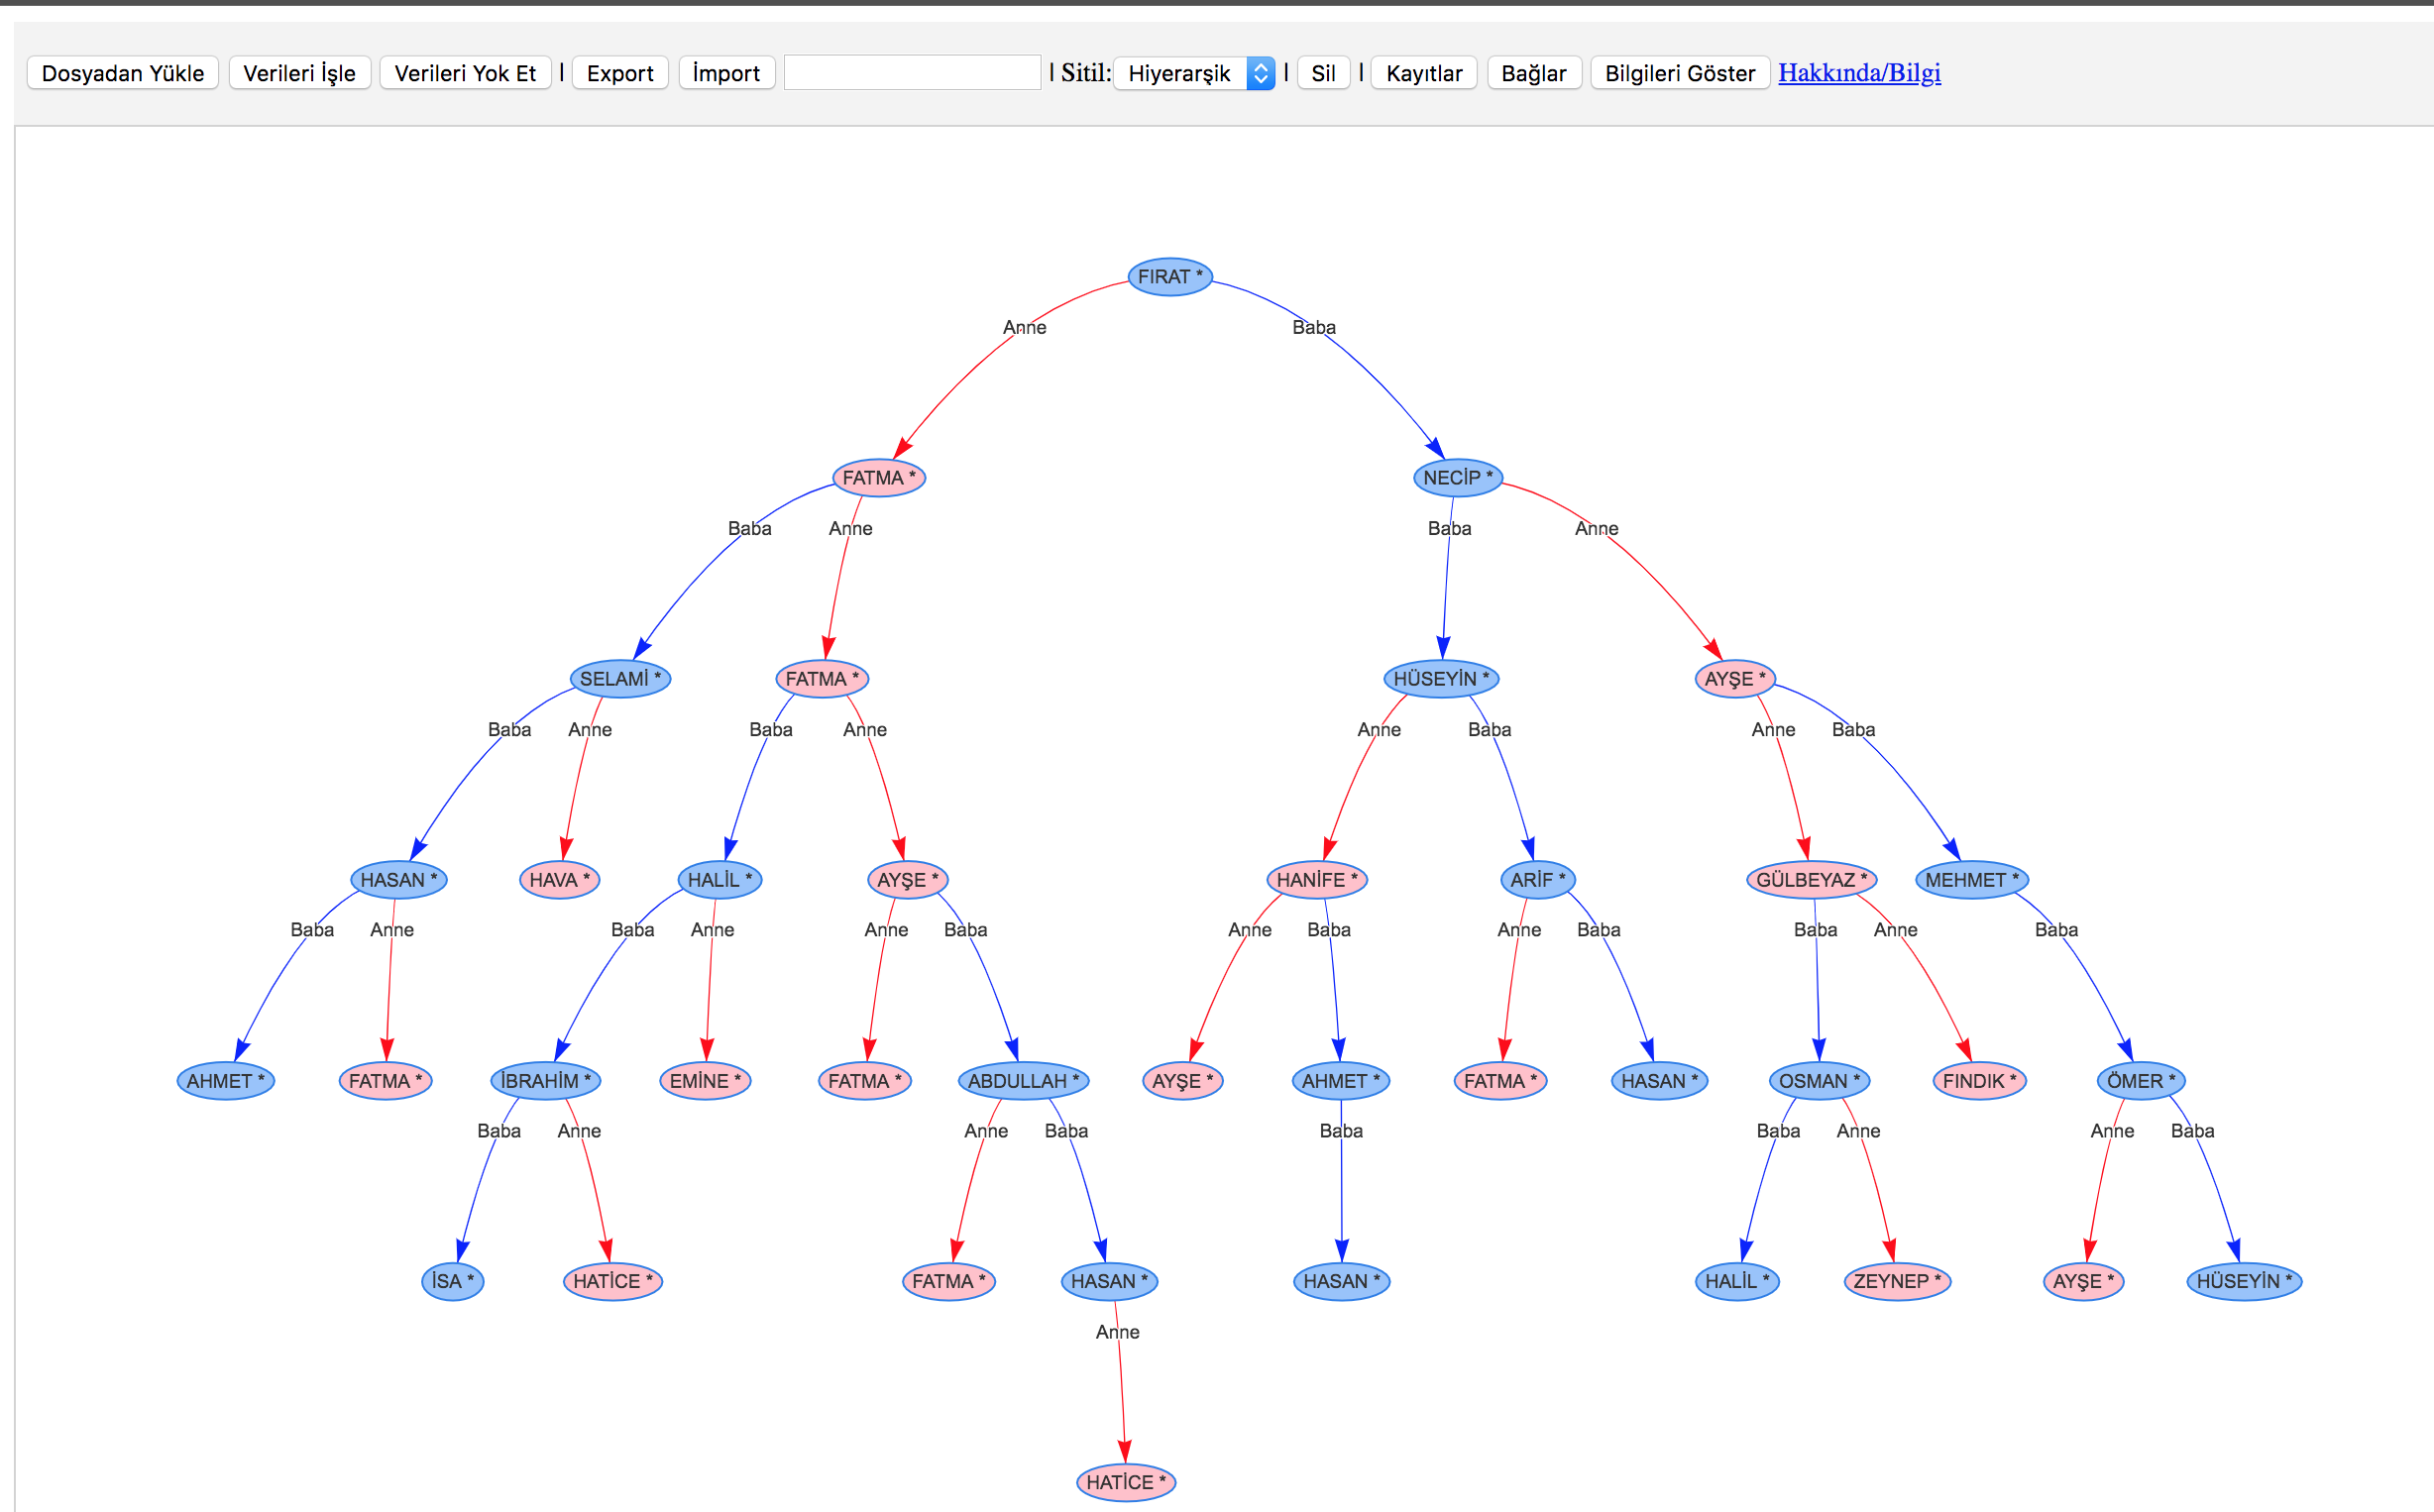 Dosyadan Yükle Verileri İşle Verileri Yok Et | Export İmport | Sitil: Hiyerarşik | Sil | Kayıtlar Bağlar Bilgileri Göster Hakkında/Bilgi
FIRAT *
Anne Baba
FATMA * NECİP *
Baba Anne Baba Anne
SELAMİ * FATMA * HÜSEYİN * AYŞE *
Baba Anne Baba Anne Anne Baba Anne Baba
HASAN * HAVA * HALİL * AYŞE * HANİFE * ARİF * GÜLBEYAZ * MEHMET *
Baba Anne Baba Anne Anne Baba Anne Baba Anne Baba Baba Anne Baba
AHMET * FATMA * İBRAHİM * EMİNE * FATMA * ABDULLAH * AYŞE * AHMET * FATMA * HASAN * OSMAN * FINDIK * ÖMER *
Baba Anne Anne Baba Baba Baba Anne Anne Baba
İSA * HATİCE * FATMA * HASAN * HASAN * HALİL * ZEYNEP * AYŞE * HÜSEYİN *
Anne
HATİCE *